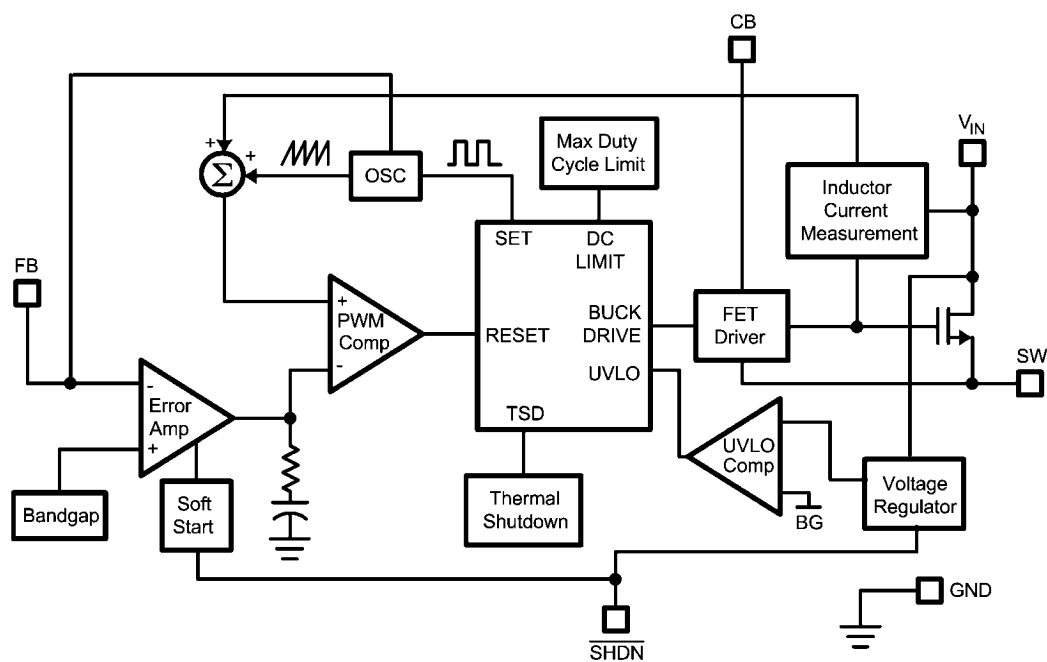 CB
V_IN
+
+
Σ
OSC
Max Duty
Cycle Limit
Inductor
Current
Measurement
SET
DC
LIMIT
FB
+
PWM
Comp
-
RESET
BUCK
DRIVE
FET
Driver
SW
UVLO
-
Error
Amp
+
TSD
UVLO
Comp
Bandgap
Soft
Start
Thermal
Shutdown
BG
Voltage
Regulator
GND
SHDN